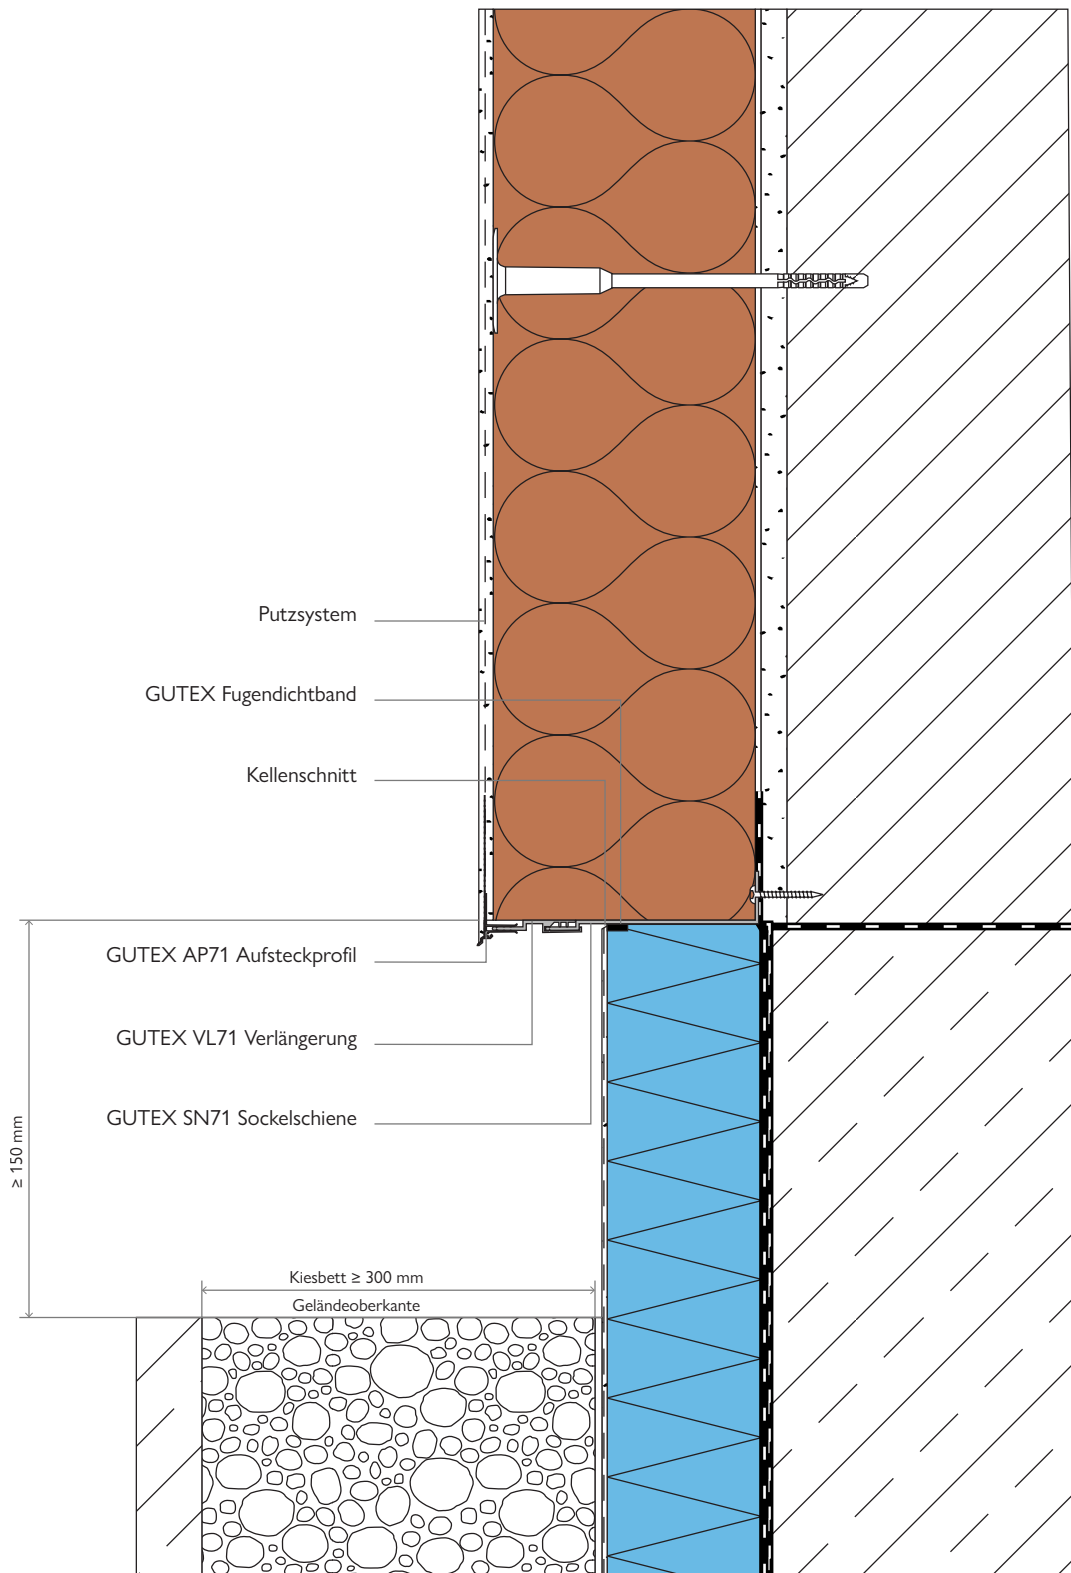 Putzsystem
GUTEX Fugendichtband
Kellenschnitt
GUTEX AP71 Aufsteckprofil
GUTEX VL71 Verlängerung
GUTEX SN71 Sockelschiene
≥ 150 mm
Kiesbett ≥ 300 mm
Geländeoberkante